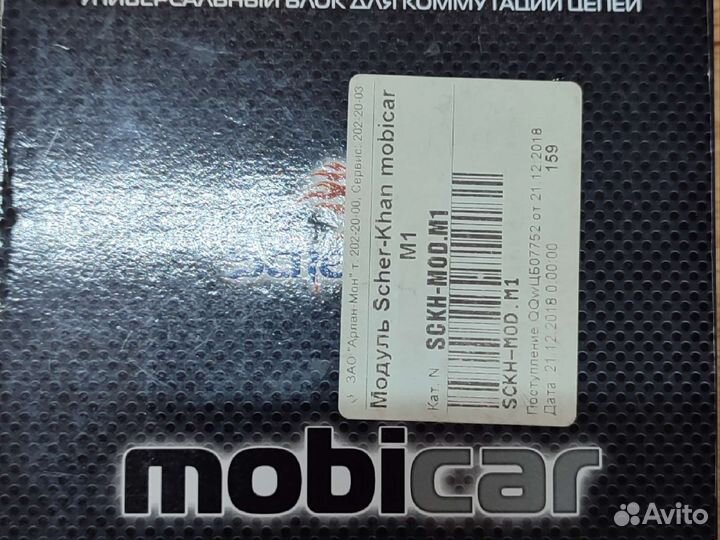 УНИВЕРСАЛЬНЫЙ БЛОК ДЛЯ КОММУТАЦИИ ЦЕПЕЙ
ЗАО "Арлан Мон" т. 202-20-00, Сервис: 202-20-03
Модуль Scher-Khan mobicar
M1
Кат. N SCKH-MOD.M1
SCKH-MOD.M1
Поступление QQwЦБ07752 от 21.12.2018
Дата 21.12.2018 0:00:00 159
mobicar
Avito